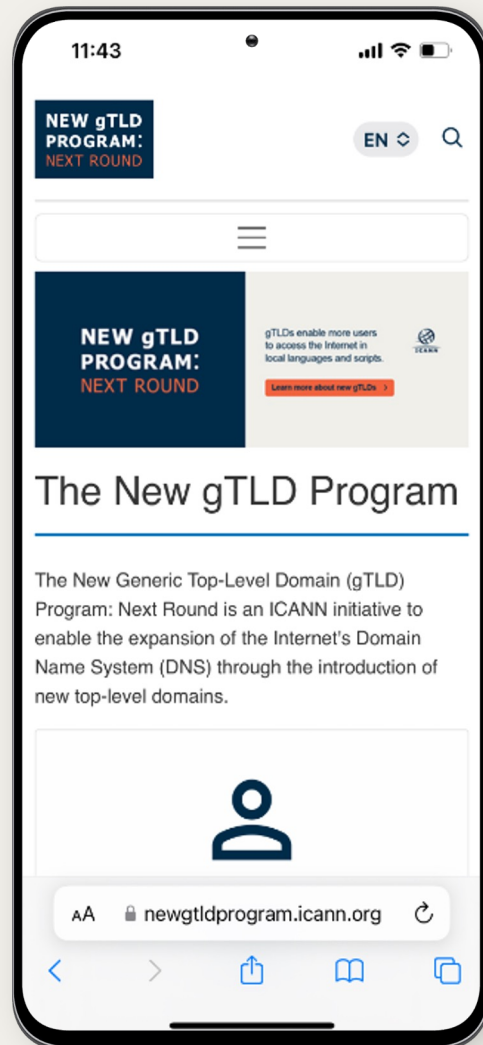 11:43
NEW gTLD
PROGRAM:
NEXT ROUND
EN
NEW gTLD
PROGRAM:
NEXT ROUND
gTLDs enable more users
to access the Internet in
local languages and scripts.
Learn more about new gTLDs >
ICANN
The New gTLD Program
The New Generic Top-Level Domain (gTLD)
Program: Next Round is an ICANN initiative to
enable the expansion of the Internet's Domain
Name System (DNS) through the introduction of
new top-level domains.
AA newgtldprogram.icann.org